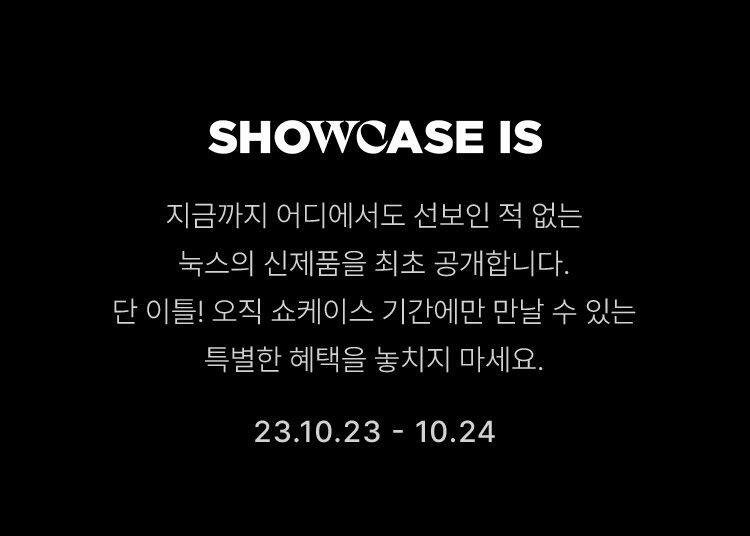 SHOWCASE IS
지금까지 어디에서도 선보인 적 없는
눅스의 신제품을 최초 공개합니다.
단 이틀! 오직 쇼케이스 기간에만 만날 수 있는
특별한 혜택을 놓치지 마세요.
23.10.23 - 10.24